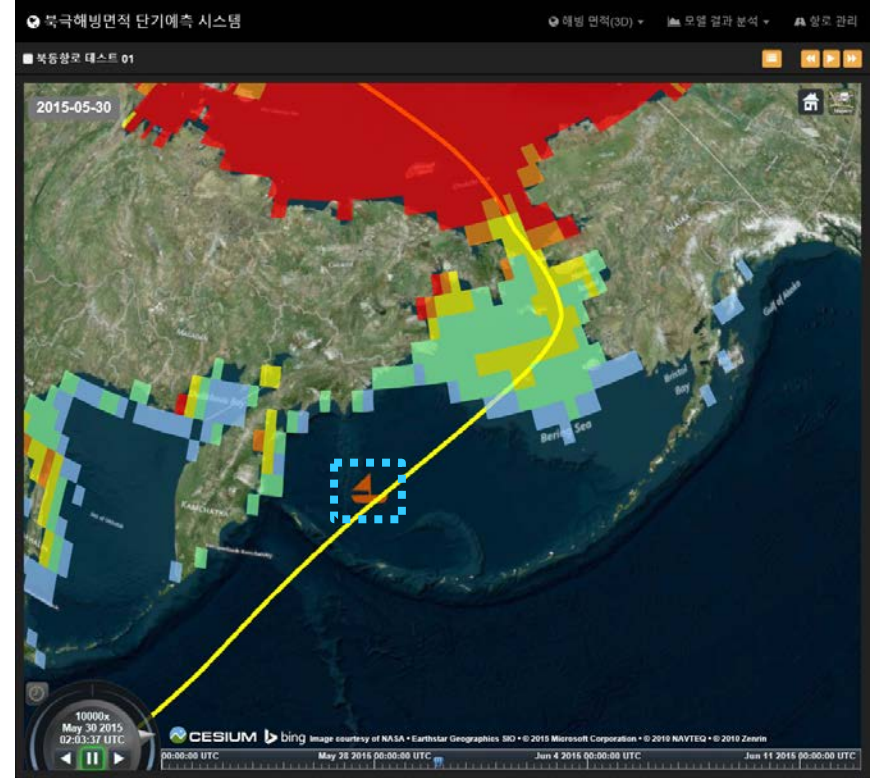 북극해빙면적 단기예측 시스템
해빙 면적(3D)
모델 결과 분석
항로 관리
북등항로 대스트 01
2015-05-30
ALASKA
Gulf of Alaska
Bristol
Bay
Bering Sea
KAMCHATKA
10000x
May 30 2015
02:03:37 UTC
CESIUM bing Image courtesy of NASA • Earthstar Geographics SIO • © 2015 Microsoft Corporation • © 2010 NAVTEQ • © 2010 Zenrin
00:00:00 UTC
May 28 2015 00:00:00 UTC
Jun 4 2015 00:00:00 UTC
Jun 11 2015 00:00:00 UTC